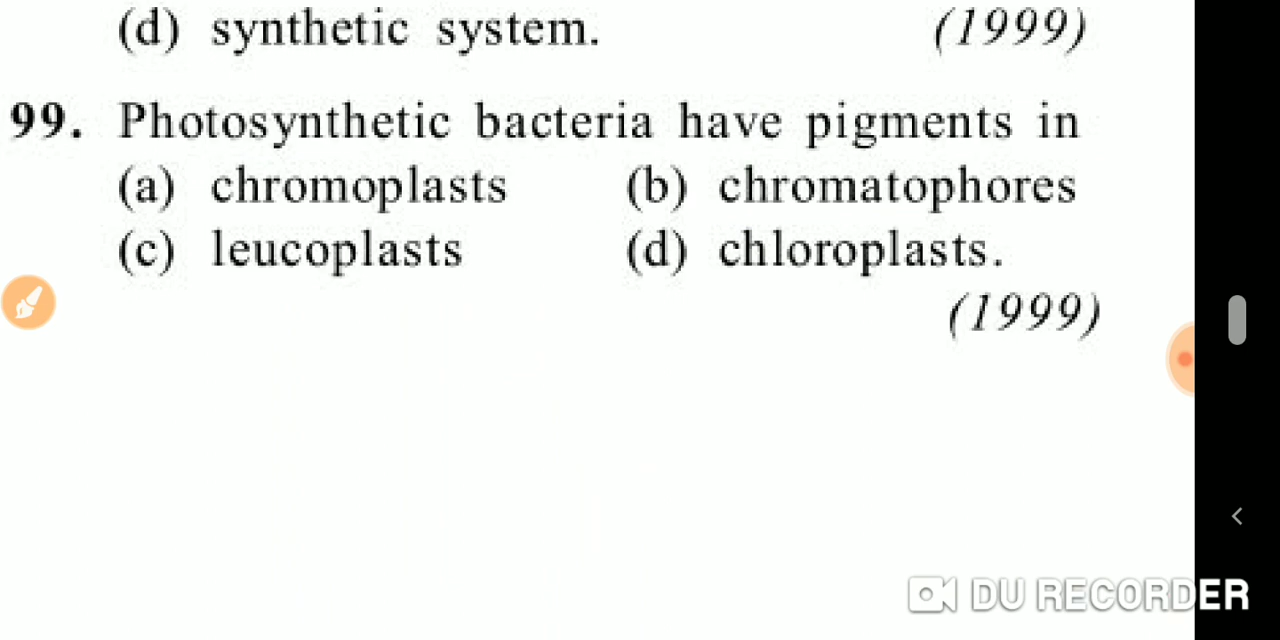 (d) synthetic system. (1999)
99. Photosynthetic bacteria have pigments in
(a) chromoplasts (b) chromatophores
(c) leucoplasts (d) chloroplasts.
(1999)
DU RECORDER